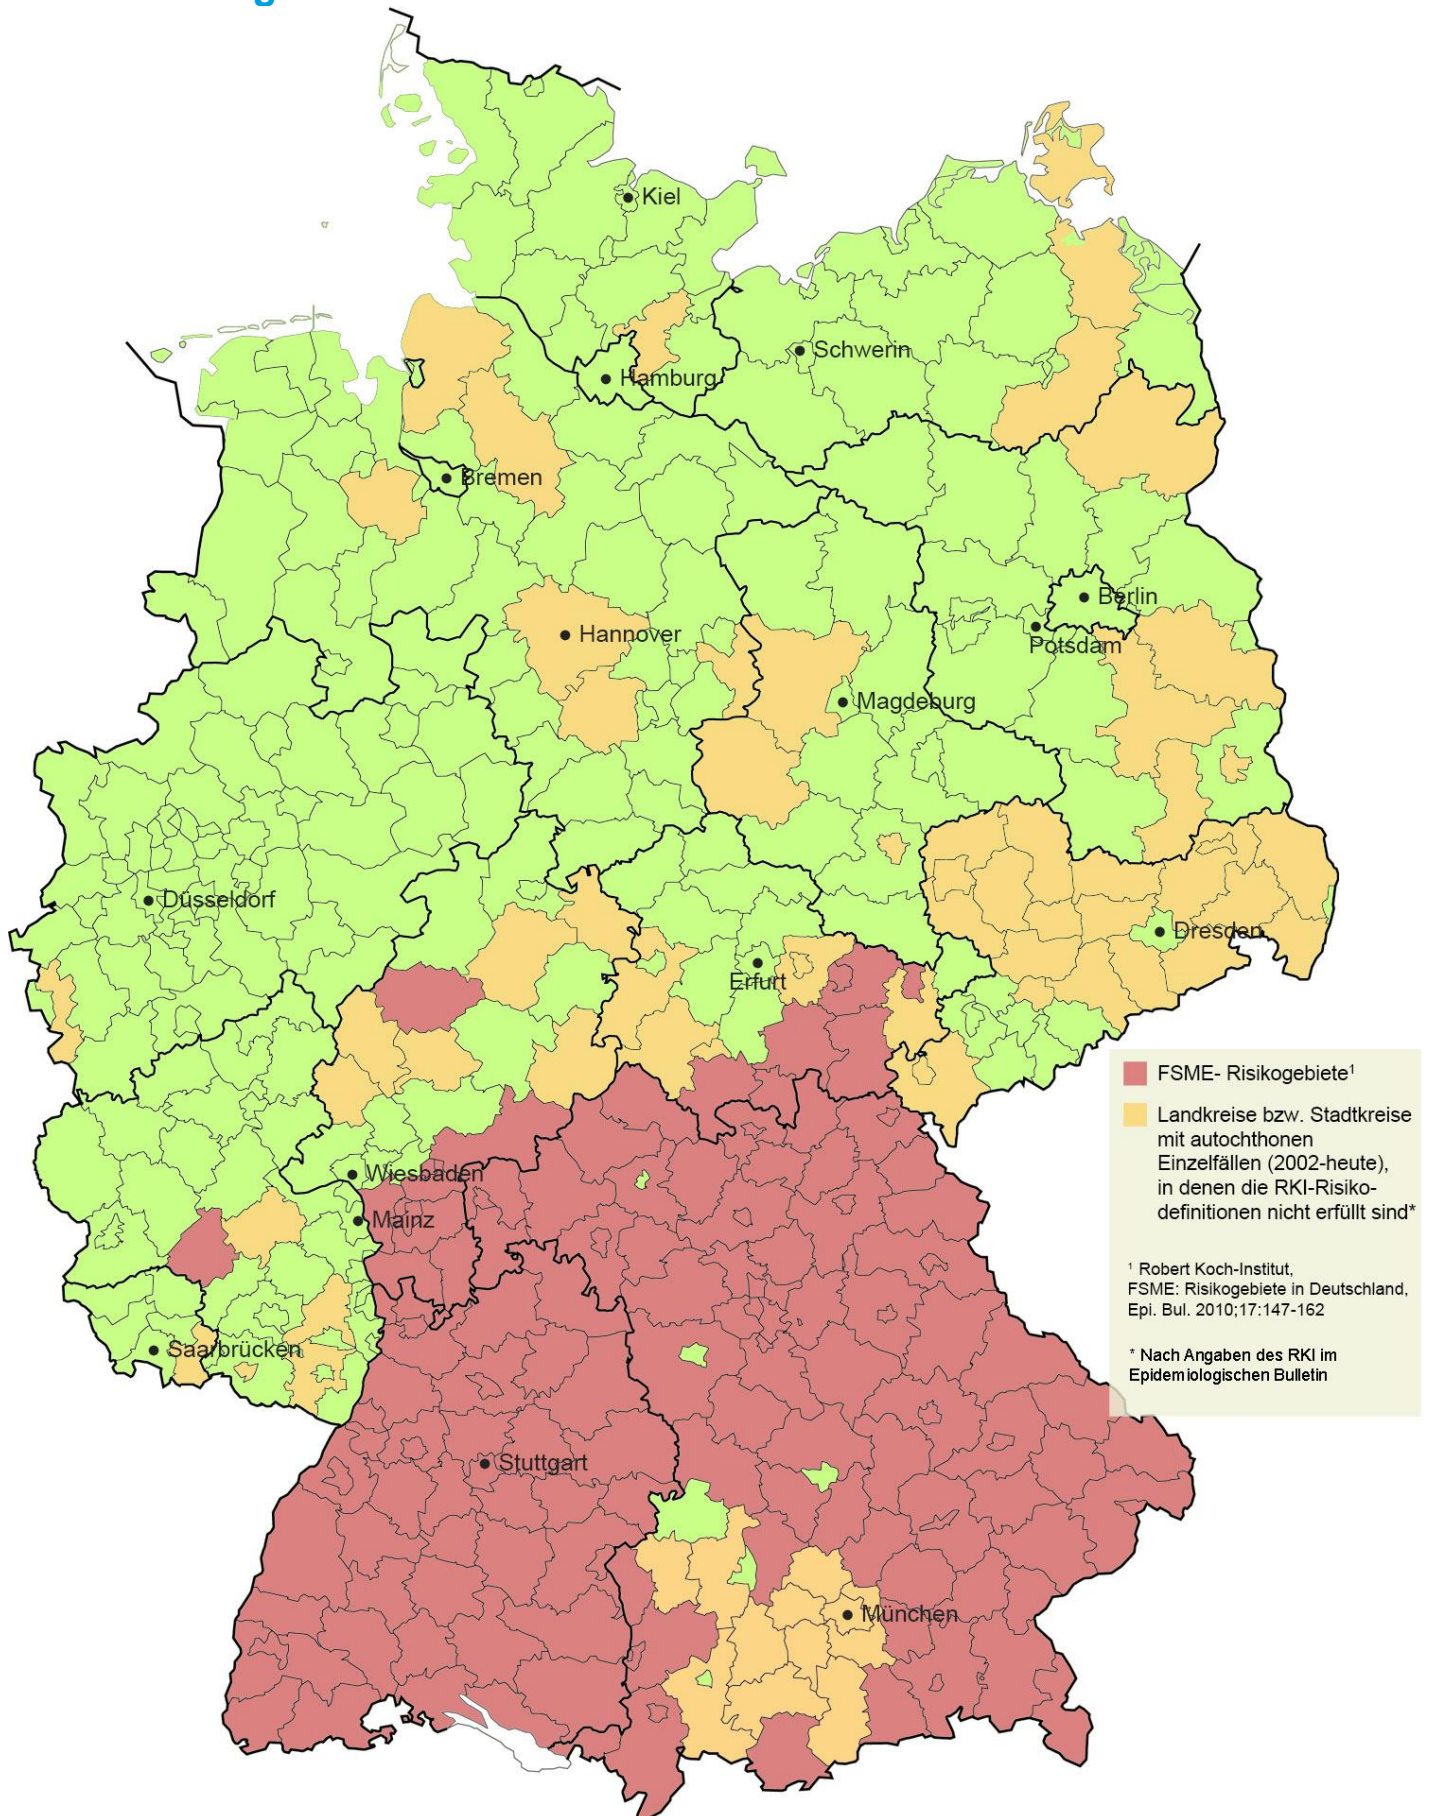 Kiel
Schwerin
Hamburg
Bremen
Berlin
Hannover
Potsdam
Magdeburg
Düsseldorf
Dresden
Erfurt
Wiesbaden
Mainz
Saarbrücken
Stuttgart
München
FSME- Risikogebiete¹
Landkreise bzw. Stadtkreise
mit autochthonen
Einzelfällen (2002-heute),
in denen die RKI-Risiko-
definitionen nicht erfüllt sind*
¹ Robert Koch-Institut,
FSME: Risikogebiete in Deutschland,
Epi. Bul. 2010;17:147-162
* Nach Angaben des RKI im
Epidemiologischen Bulletin